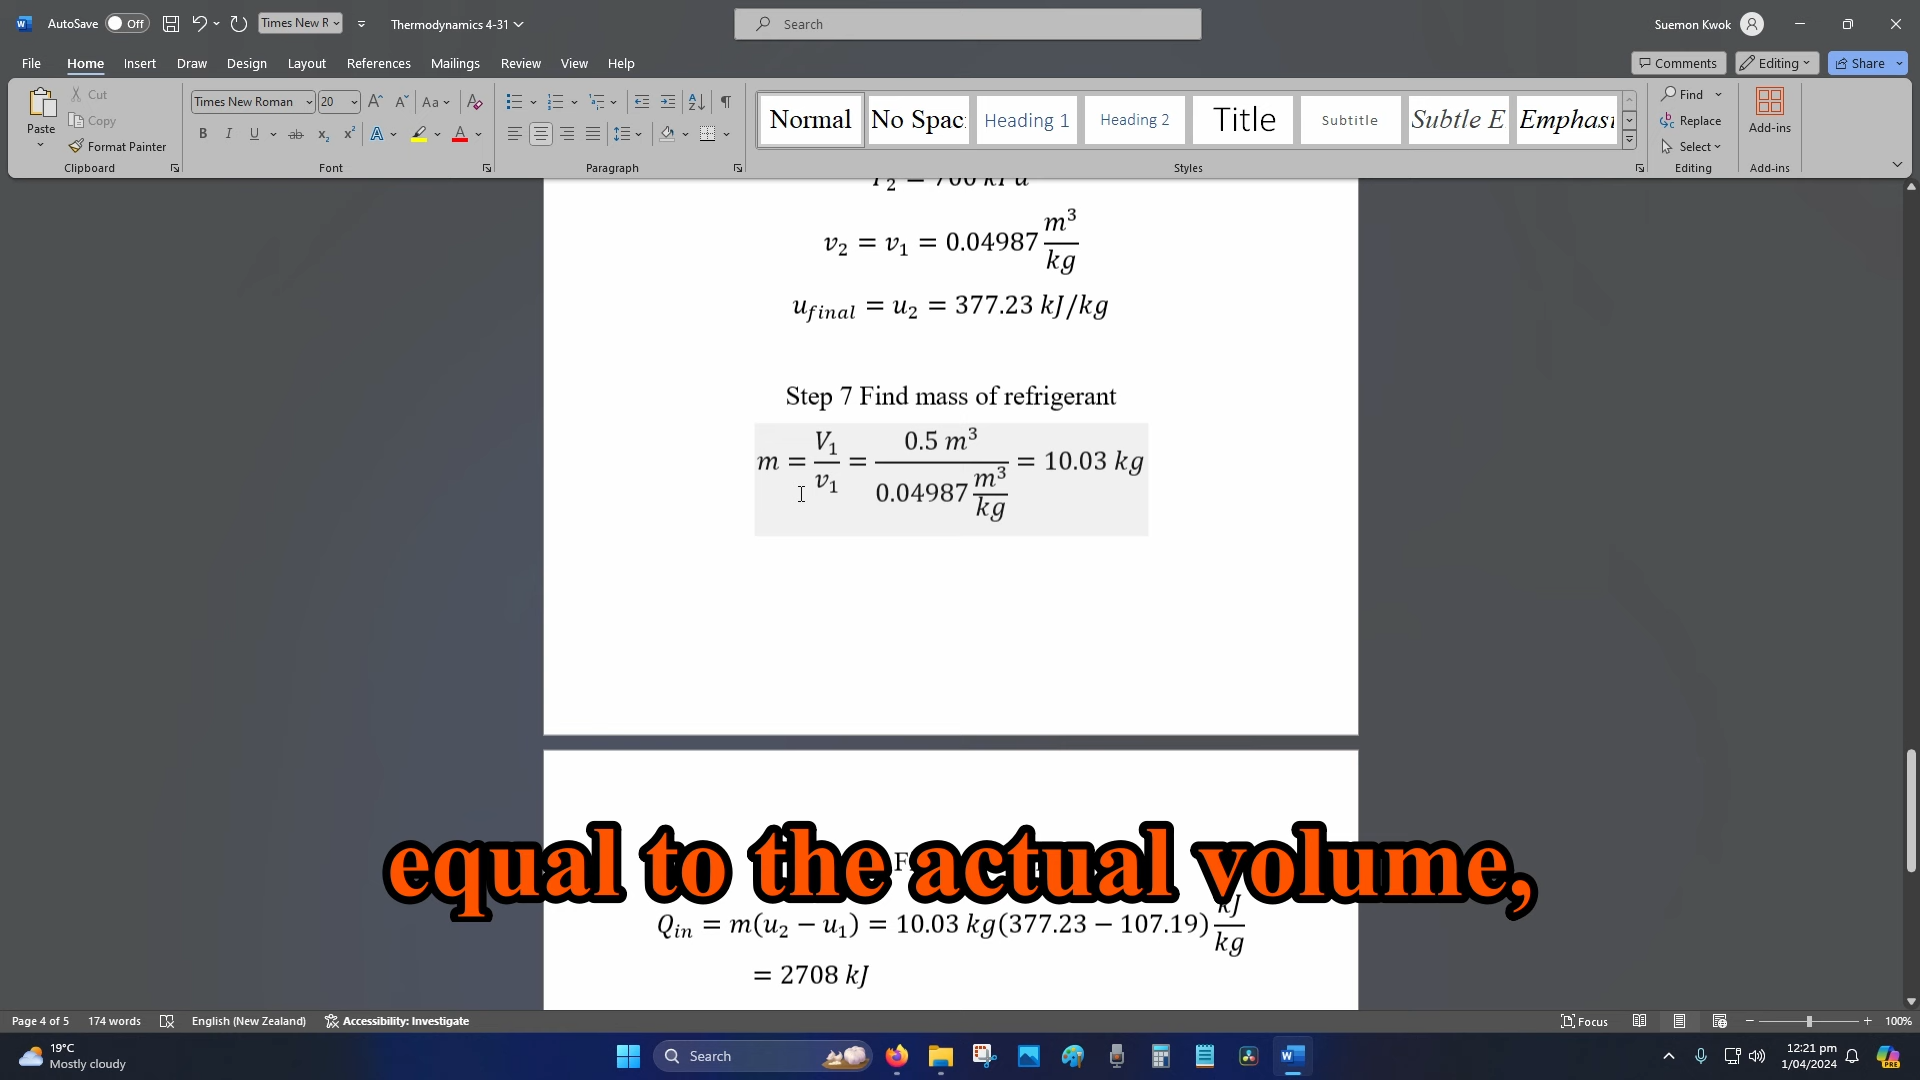 AutoSave Off Times New R Thermodynamics 4-31 Search Suemon Kwok
File Home Insert Draw Design Layout References Mailings Review View Help Comments Editing Share
Paste Cut Copy Format Painter Clipboard
Times New Roman 20 Aa Font
Paragraph
Normal No Spac Heading 1 Heading 2 Title Subtitle Subtle E Emphasi Styles
Find Replace Select Editing
Add-ins Add-ins
P₂ = 700 kPa
v₂ = v₁ = 0.04987 m³/kg
u_final = u₂ = 377.23 kJ/kg
Step 7 Find mass of refrigerant
m = V₁/v₁ = 0.5 m³ / 0.04987 m³/kg = 10.03 kg
equal to the actual volume,
Q_in = m(u₂ − u₁) = 10.03 kg(377.23 − 107.19) kJ/kg
= 2708 kJ
Page 4 of 5 174 words English (New Zealand) Accessibility: Investigate Focus 100%
19°C
Mostly cloudy
Search
12:21 pm
1/04/2024
PRE